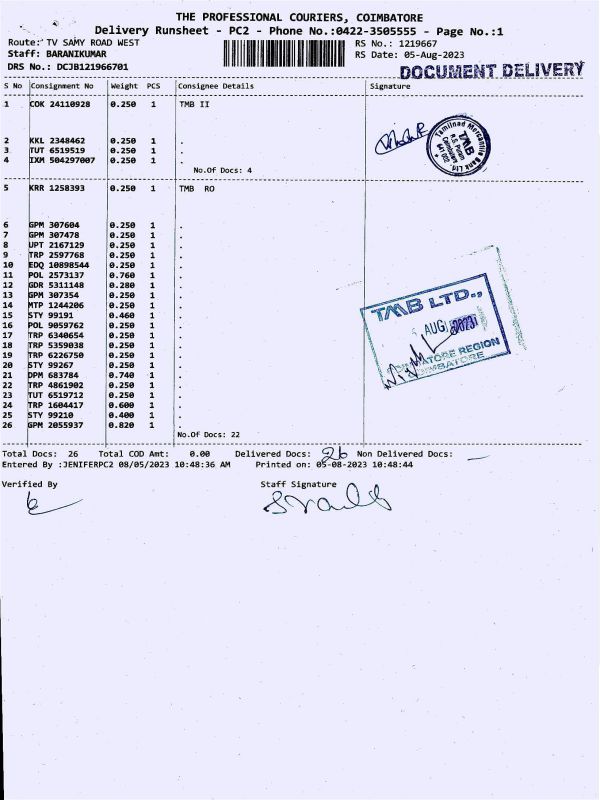 THE PROFESSIONAL COURIERS, COIMBATORE
Delivery Runsheet - PC2 - Phone No.:0422-3505555 - Page No.:1
Route: TV SAMY ROAD WEST RS No.: 1219667
Staff: BARANIKUMAR RS Date: 05-Aug-2023
DRS No.: DCJB121966701 DOCUMENT DELIVERY
S No Consignment No Weight PCS Consignee Details Signature
1 COK 24110928 0.250 1 TMB II
Tamilnad Mercantile Bank Ltd.
TMB
R.S. Puram
Coimbatore
641 002
2 KKL 2348462 0.250 1 .
3 TUT 6519519 0.250 1 .
4 IXM 504297007 0.250 1 .
No.Of Docs: 4
5 KRR 1258393 0.250 1 TMB RO
6 GPM 307604 0.250 1 .
7 GPM 307478 0.250 1 .
8 UPT 2167129 0.250 1 .
9 TRP 2597768 0.250 1 .
10 EDQ 10898544 0.250 1 .
11 POL 2573137 0.760 1 .
12 GDR 5311148 0.280 1 .
13 GPM 307354 0.250 1 .
14 MTP 1244206 0.250 1 .
15 STY 99191 0.460 1 .
16 POL 9059762 0.250 1 .
17 TRP 6340654 0.250 1 .
18 TRP 5359038 0.250 1 .
19 TRP 6226750 0.250 1 .
20 STY 99267 0.250 1 .
21 DPM 683784 0.740 1 .
22 TRP 4861902 0.250 1 .
23 TUT 6519712 0.250 1 .
24 TRP 1604417 0.600 1 .
25 STY 99210 0.400 1 .
26 GPM 2055937 0.820 1 .
TMB LTD.,
AUG 2023
COIMBATORE REGION
COIMBATORE
No.Of Docs: 22
Total Docs: 26 Total COD Amt: 0.00 Delivered Docs: 26 Non Delivered Docs: —
Entered By :JENIFERPC2 08/05/2023 10:48:36 AM Printed on: 05-08-2023 10:48:44
Verified By Staff Signature